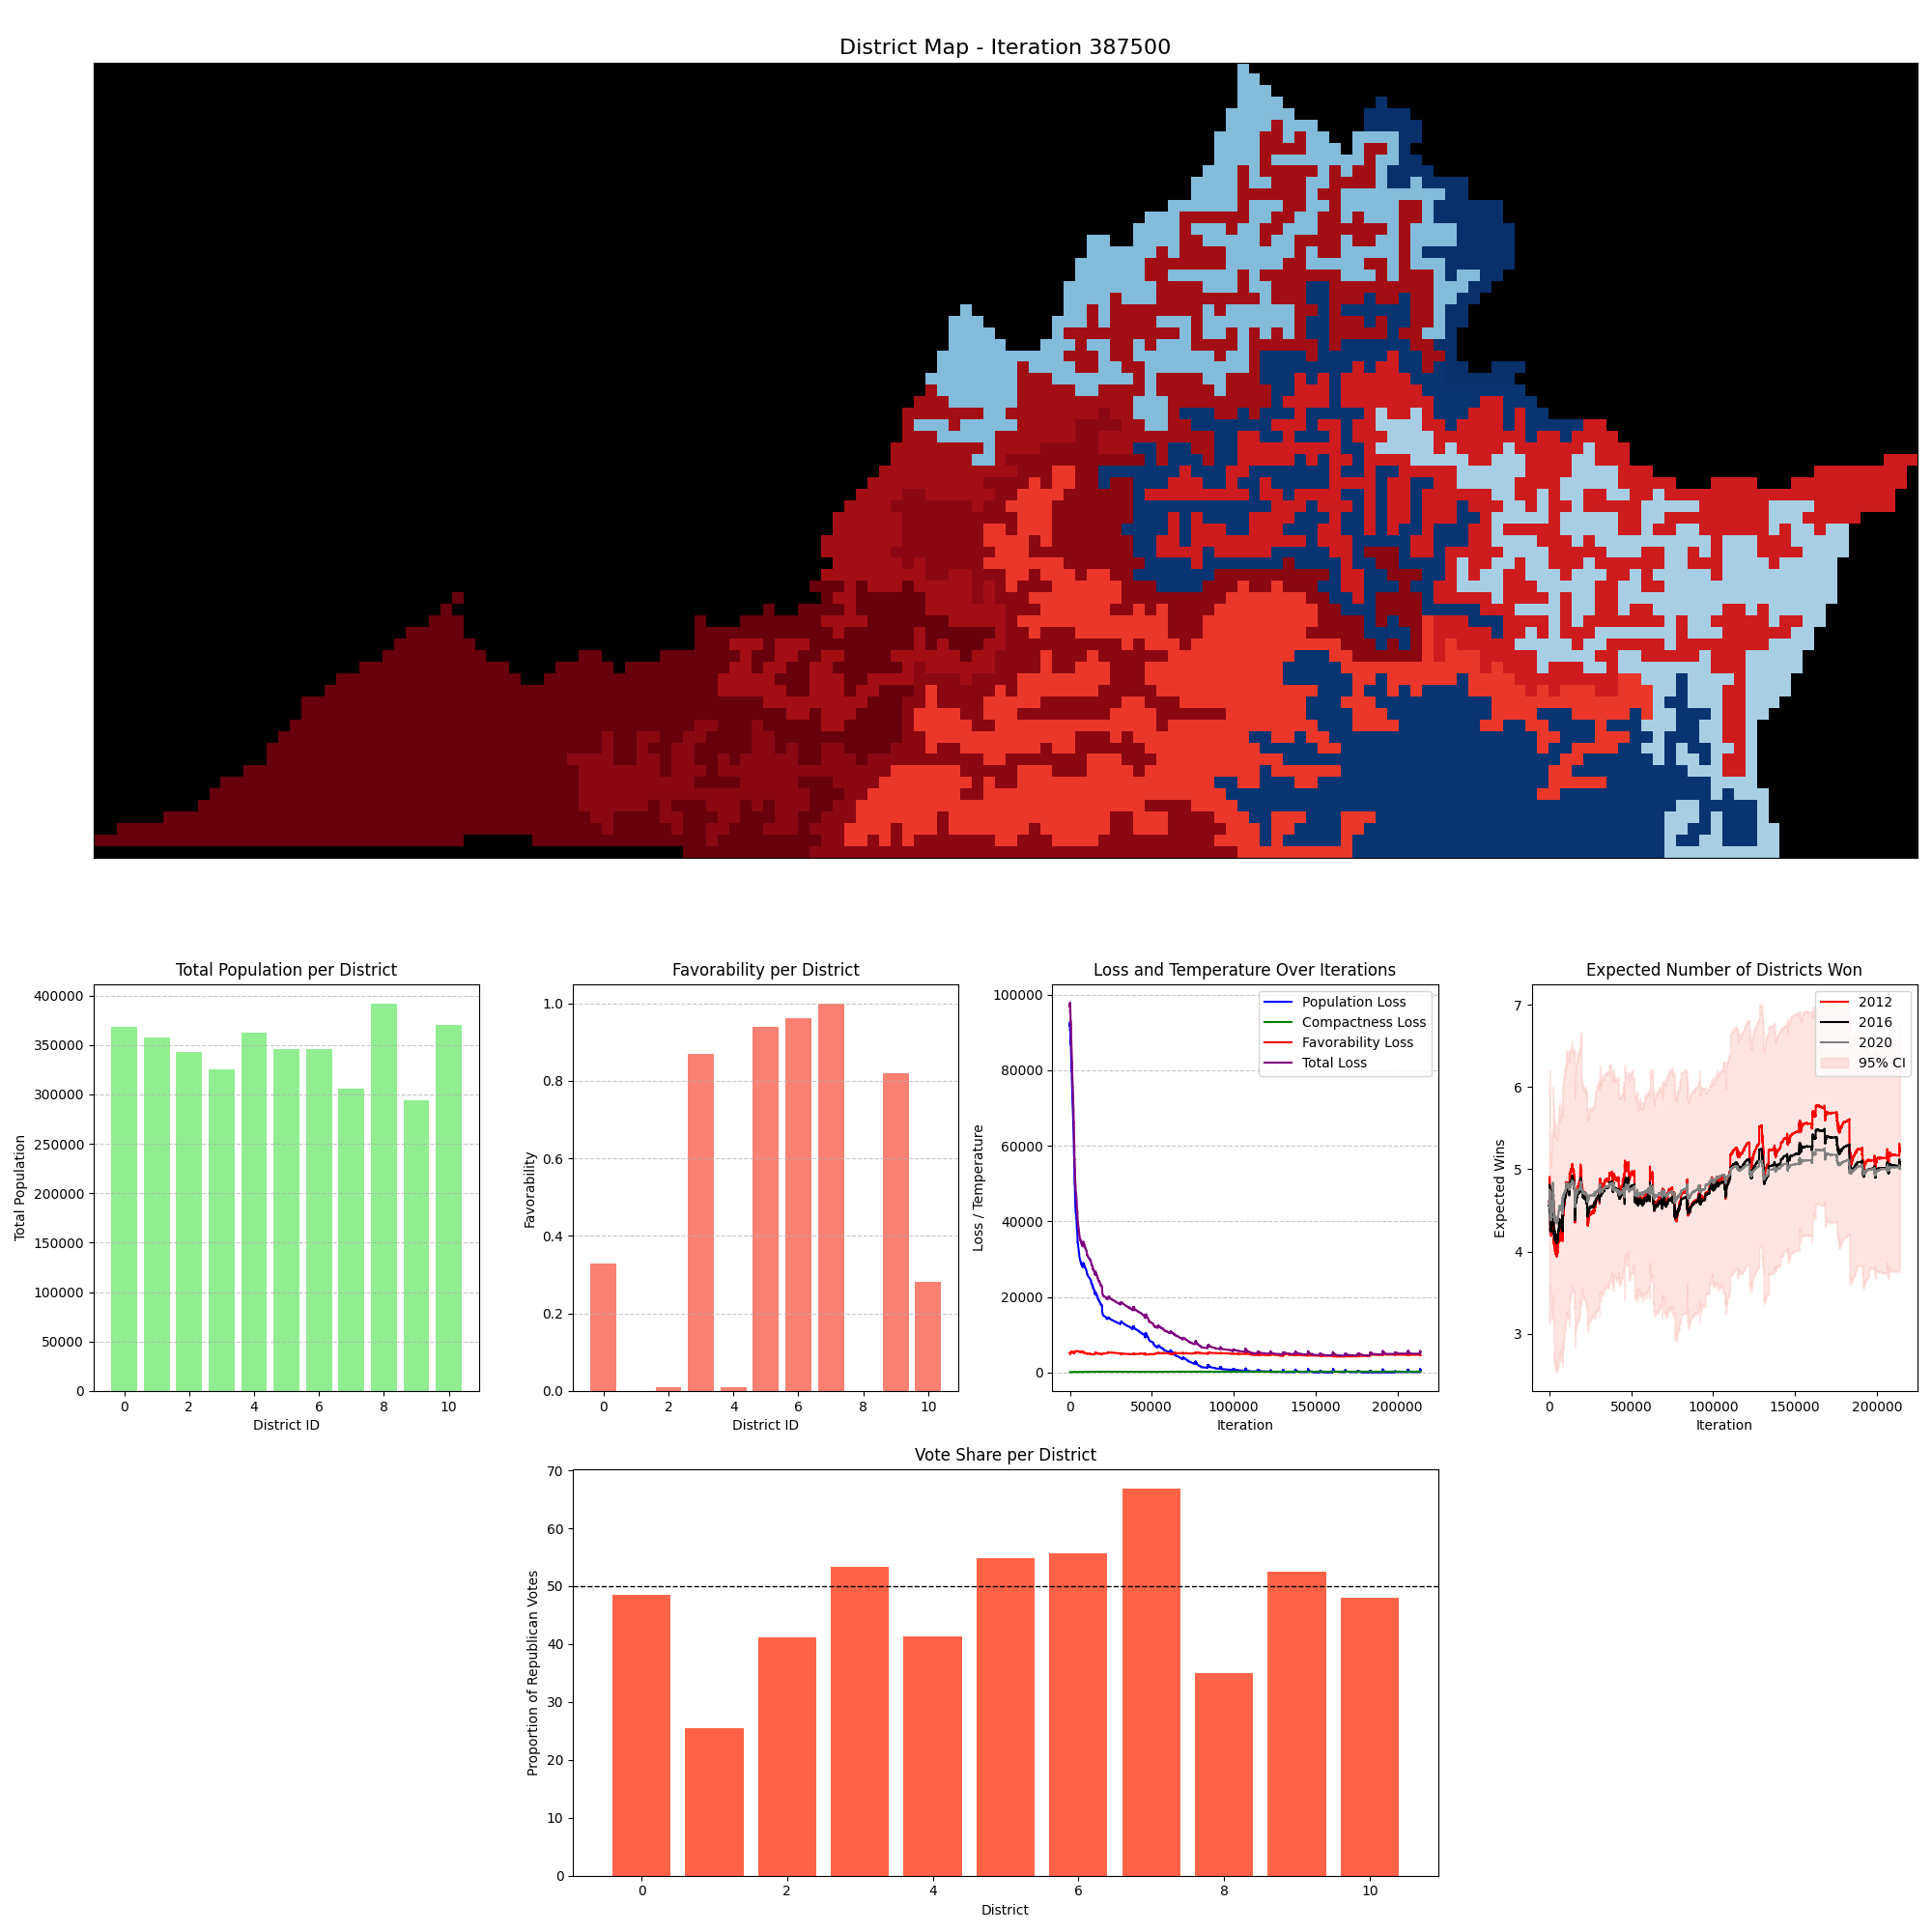 District Map - Iteration 387500
Total Population per District
Total Population
400000
350000
300000
250000
200000
150000
100000
50000
0
0 2 4 6 8 10
District ID
Favorability per District
Favorability
1.0
0.8
0.6
0.4
0.2
0.0
0 2 4 6 8 10
District ID
Loss and Temperature Over Iterations
Loss / Temperature
100000
80000
60000
40000
20000
0
Population Loss
Compactness Loss
Favorability Loss
Total Loss
0 50000 100000 150000 200000
Iteration
Expected Number of Districts Won
Expected Wins
7
6
5
4
3
2012
2016
2020
95% CI
0 50000 100000 150000 200000
Iteration
Vote Share per District
Proportion of Republican Votes
70
60
50
40
30
20
10
0
0 2 4 6 8 10
District